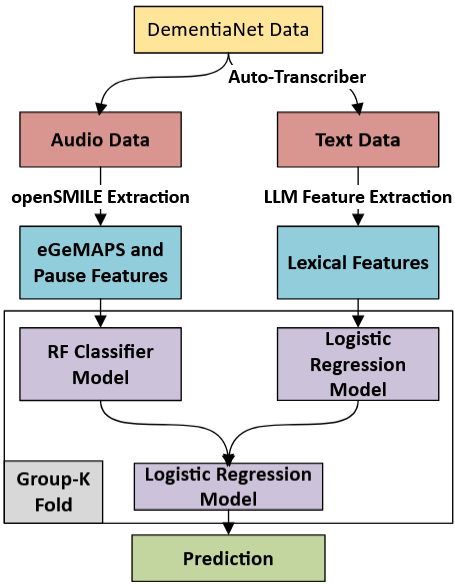 DementiaNet Data
Auto-Transcriber
Audio Data
Text Data
openSMILE Extraction
LLM Feature Extraction
eGeMAPS and
Pause Features
Lexical Features
RF Classifier
Model
Logistic
Regression
Model
Group-K
Fold
Logistic Regression
Model
Prediction